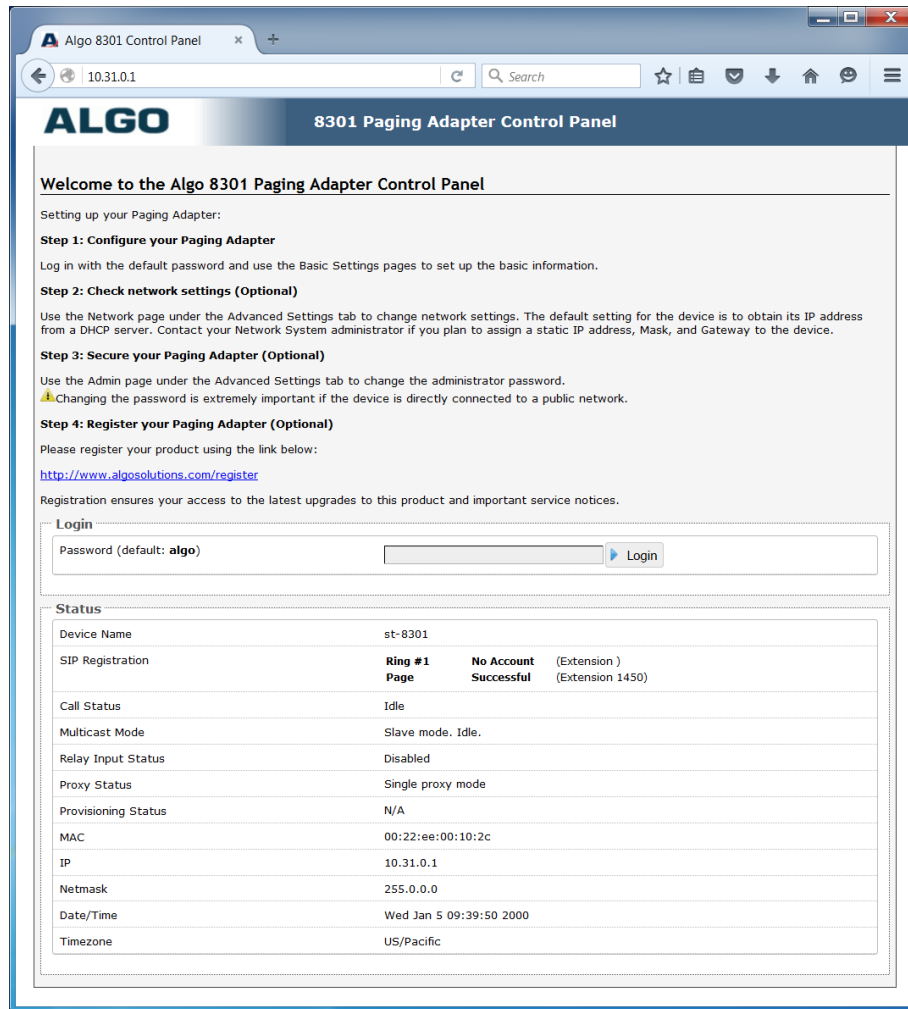 Algo 8301 Control Panel
10.31.0.1
Search
ALGO
8301 Paging Adapter Control Panel
Welcome to the Algo 8301 Paging Adapter Control Panel
Setting up your Paging Adapter:
Step 1: Configure your Paging Adapter
Log in with the default password and use the Basic Settings pages to set up the basic information.
Step 2: Check network settings (Optional)
Use the Network page under the Advanced Settings tab to change network settings. The default setting for the device is to obtain its IP address
from a DHCP server. Contact your Network System administrator if you plan to assign a static IP address, Mask, and Gateway to the device.
Step 3: Secure your Paging Adapter (Optional)
Use the Admin page under the Advanced Settings tab to change the administrator password.
Changing the password is extremely important if the device is directly connected to a public network.
Step 4: Register your Paging Adapter (Optional)
Please register your product using the link below:
http://www.algosolutions.com/register
Registration ensures your access to the latest upgrades to this product and important service notices.
Login
Password (default: algo)
Login
Status
Device Name st-8301
SIP Registration Ring #1 No Account (Extension )
Page Successful (Extension 1450)
Call Status Idle
Multicast Mode Slave mode. Idle.
Relay Input Status Disabled
Proxy Status Single proxy mode
Provisioning Status N/A
MAC 00:22:ee:00:10:2c
IP 10.31.0.1
Netmask 255.0.0.0
Date/Time Wed Jan 5 09:39:50 2000
Timezone US/Pacific